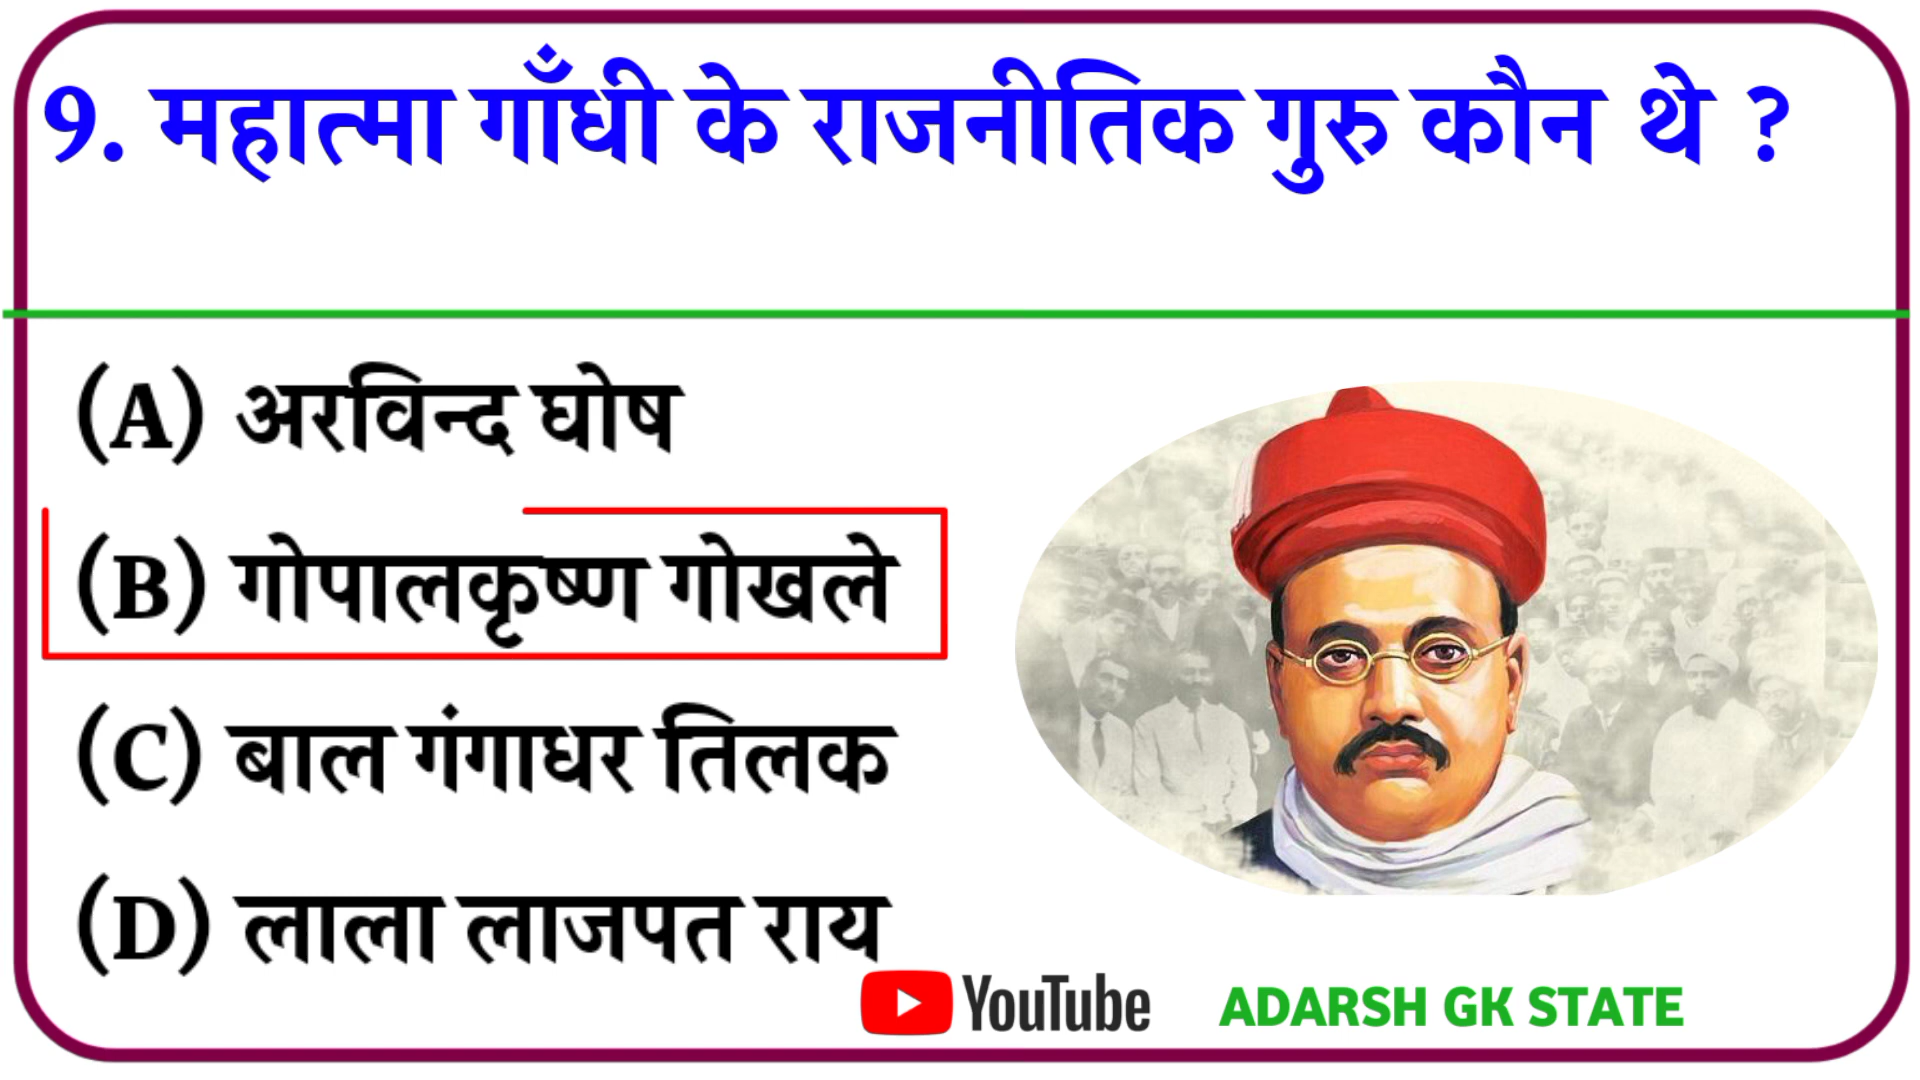 9. महात्मा गाँधी के राजनीतिक गुरु कौन थे ?
(A) अरविन्द घोष
(B) गोपालकृष्ण गोखले
(C) बाल गंगाधर तिलक
(D) लाला लाजपत राय
YouTube ADARSH GK STATE